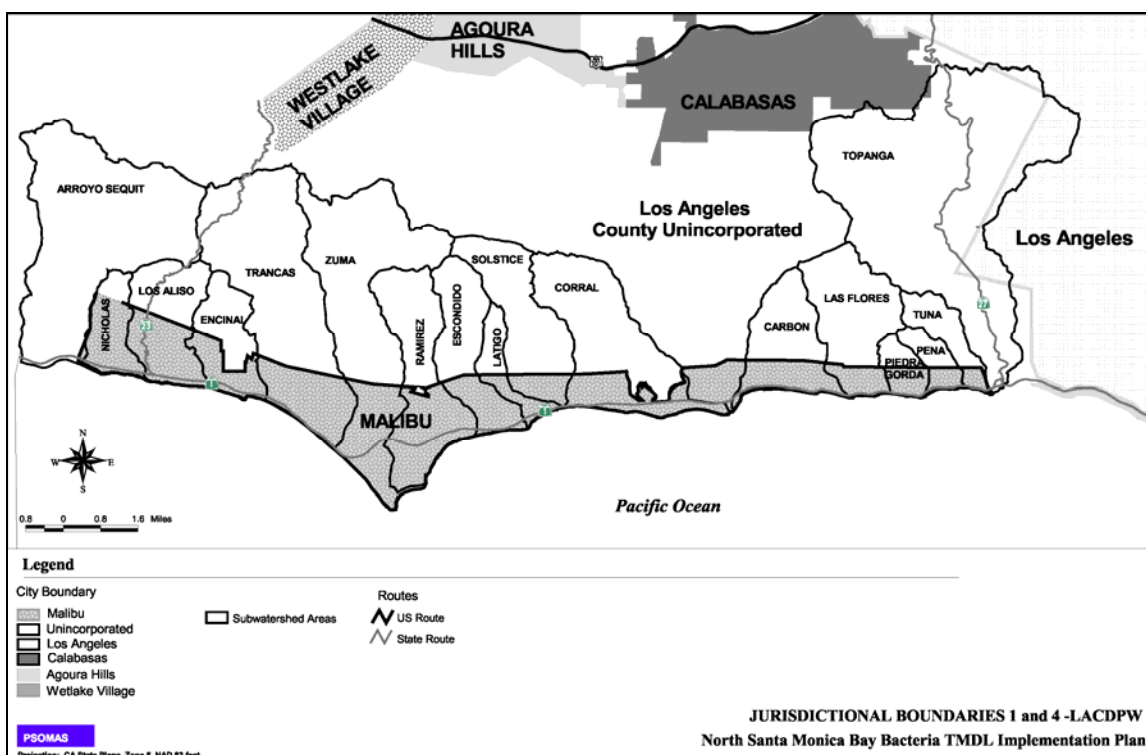 AGOURA
HILLS
WESTLAKE
VILLAGE
CALABASAS
TOPANGA
ARROYO SEQUIT
Los Angeles
County Unincorporated
Los Angeles
SOLSTICE
ZUMA
TRANCAS
LOS ALISO
CORRAL
ESCONDIDO
NICHOLAS
ENCINAL
RAMIREZ
LATIGO
LAS FLORES
CARBON
TUNA
PENA
PIEDRA
GORDA
27
23
1
1
MALIBU
N
W
E
S
Pacific Ocean
0.8 0 0.8 1.6 Miles
Legend
City Boundary
Malibu
Unincorporated
Los Angeles
Calabasas
Agoura Hills
Wetlake Village
Subwatershed Areas
Routes
US Route
State Route
JURISDICTIONAL BOUNDARIES 1 and 4 -LACDPW
North Santa Monica Bay Bacteria TMDL Implementation Plan
PSOMAS